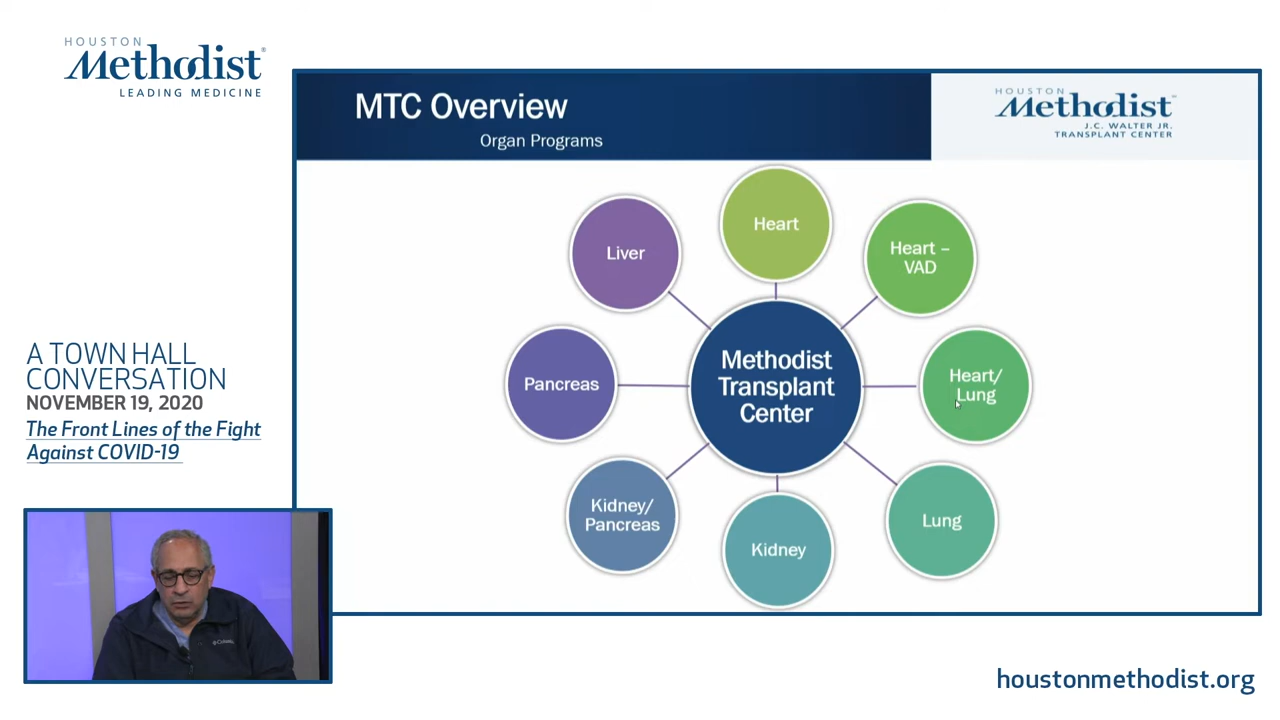 HOUSTON
Methodist®
LEADING MEDICINE
MTC Overview
Organ Programs
HOUSTON
Methodist
J.C. WALTER JR.
TRANSPLANT CENTER
Heart
Heart –
VAD
Heart/
Lung
Lung
Kidney
Kidney/
Pancreas
Pancreas
Liver
Methodist
Transplant
Center
A TOWN HALL
CONVERSATION
NOVEMBER 19, 2020
The Front Lines of the Fight
Against COVID-19
Columbia
houstonmethodist.org